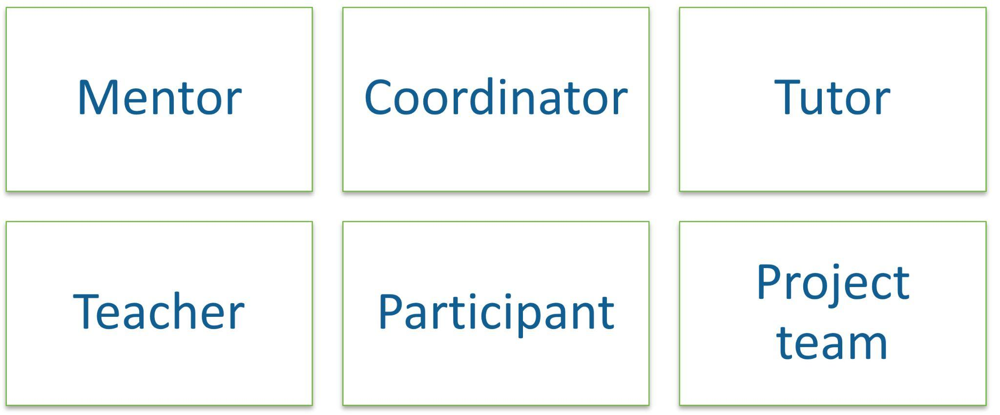 Mentor
Coordinator
Tutor
Teacher
Participant
Project
team